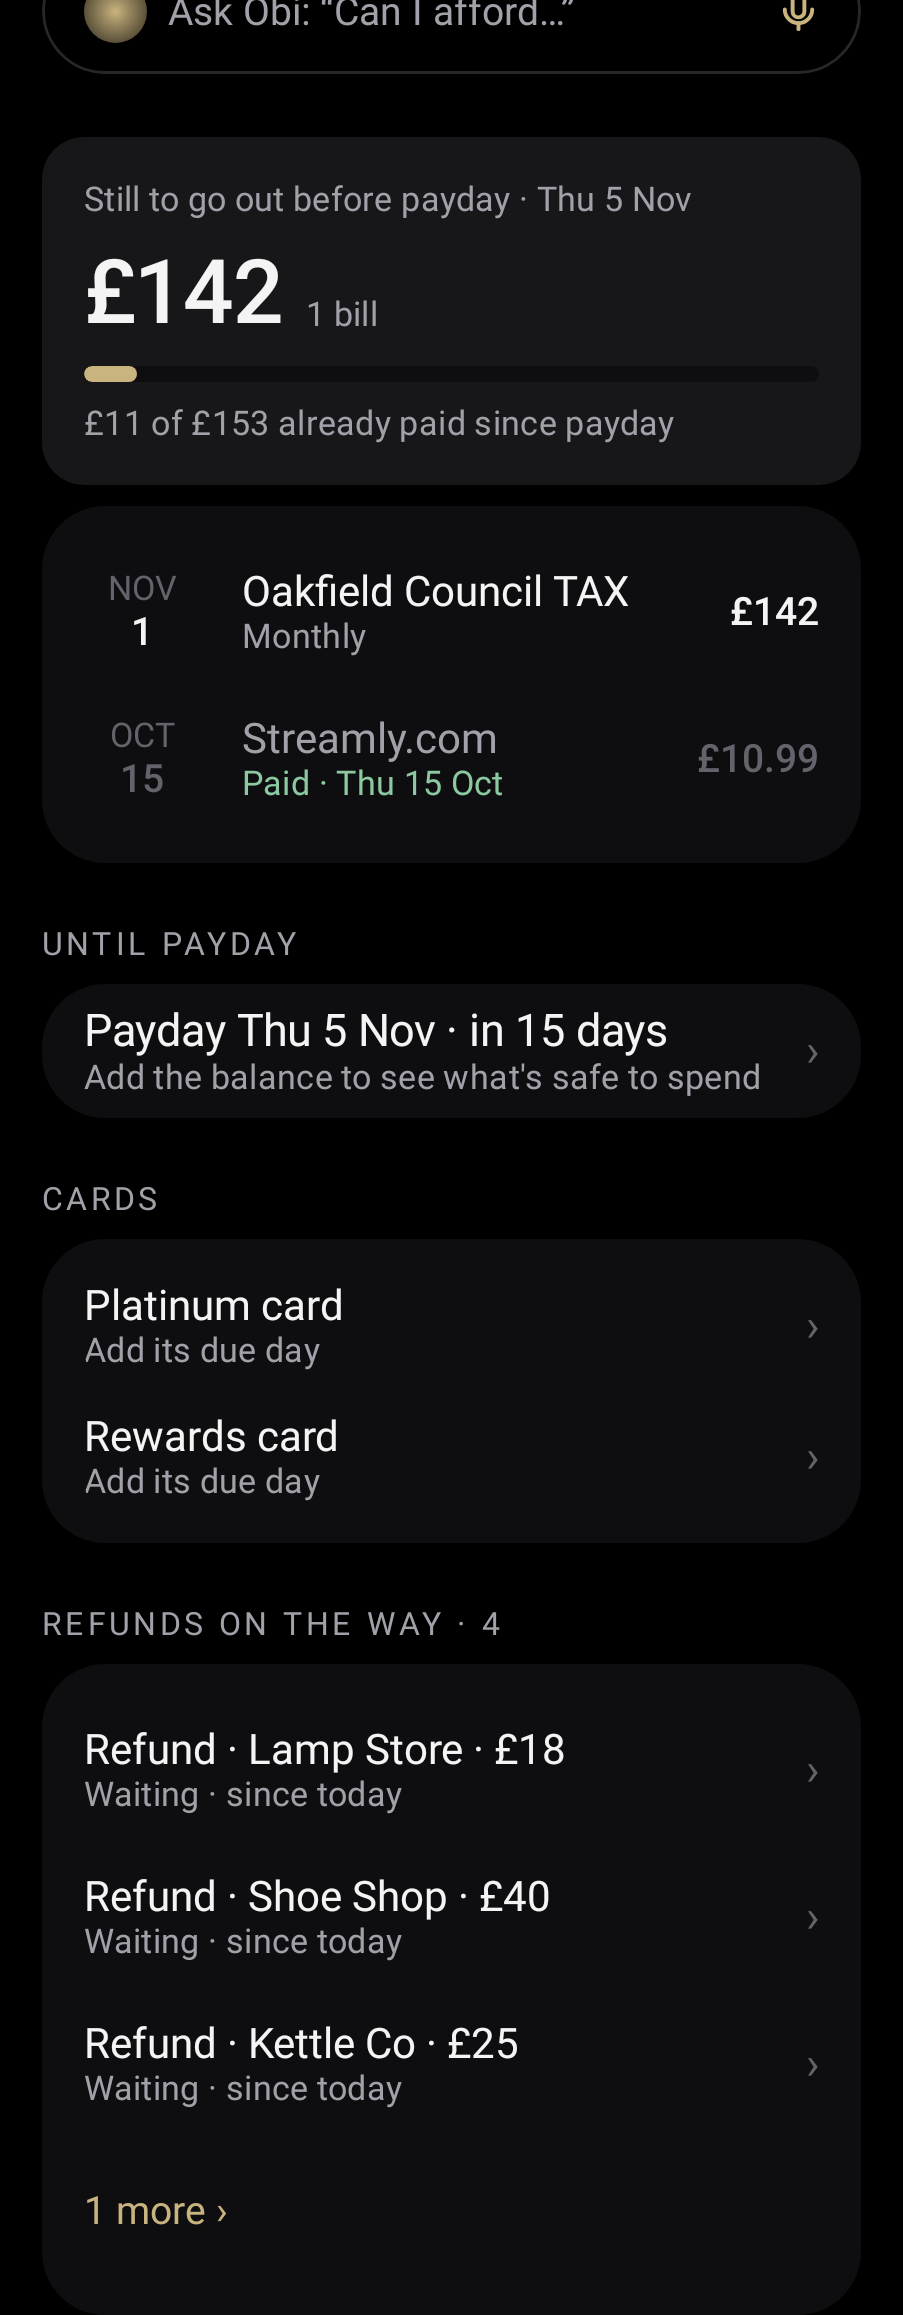 Ask Obi: “Can I afford…”
Still to go out before payday · Thu 5 Nov
£142 1 bill
£11 of £153 already paid since payday
NOV
1
Oakfield Council TAX
Monthly
£142
OCT
15
Streamly.com
Paid · Thu 15 Oct
£10.99
UNTIL PAYDAY
Payday Thu 5 Nov · in 15 days
Add the balance to see what's safe to spend
›
CARDS
Platinum card
Add its due day
›
Rewards card
Add its due day
›
REFUNDS ON THE WAY · 4
Refund · Lamp Store · £18
Waiting · since today
›
Refund · Shoe Shop · £40
Waiting · since today
›
Refund · Kettle Co · £25
Waiting · since today
›
1 more ›